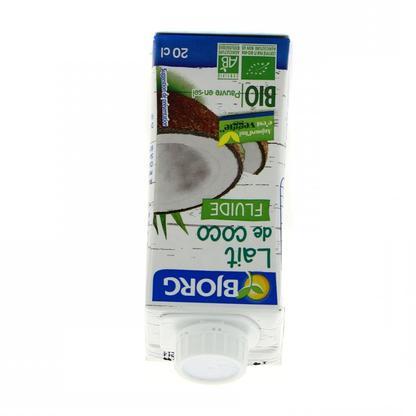 BJORG
Lait
de coco
FLUIDE
Aujourd'hui
c'est
Veggie
BIO
Pauvre en sel
AB
20 cl